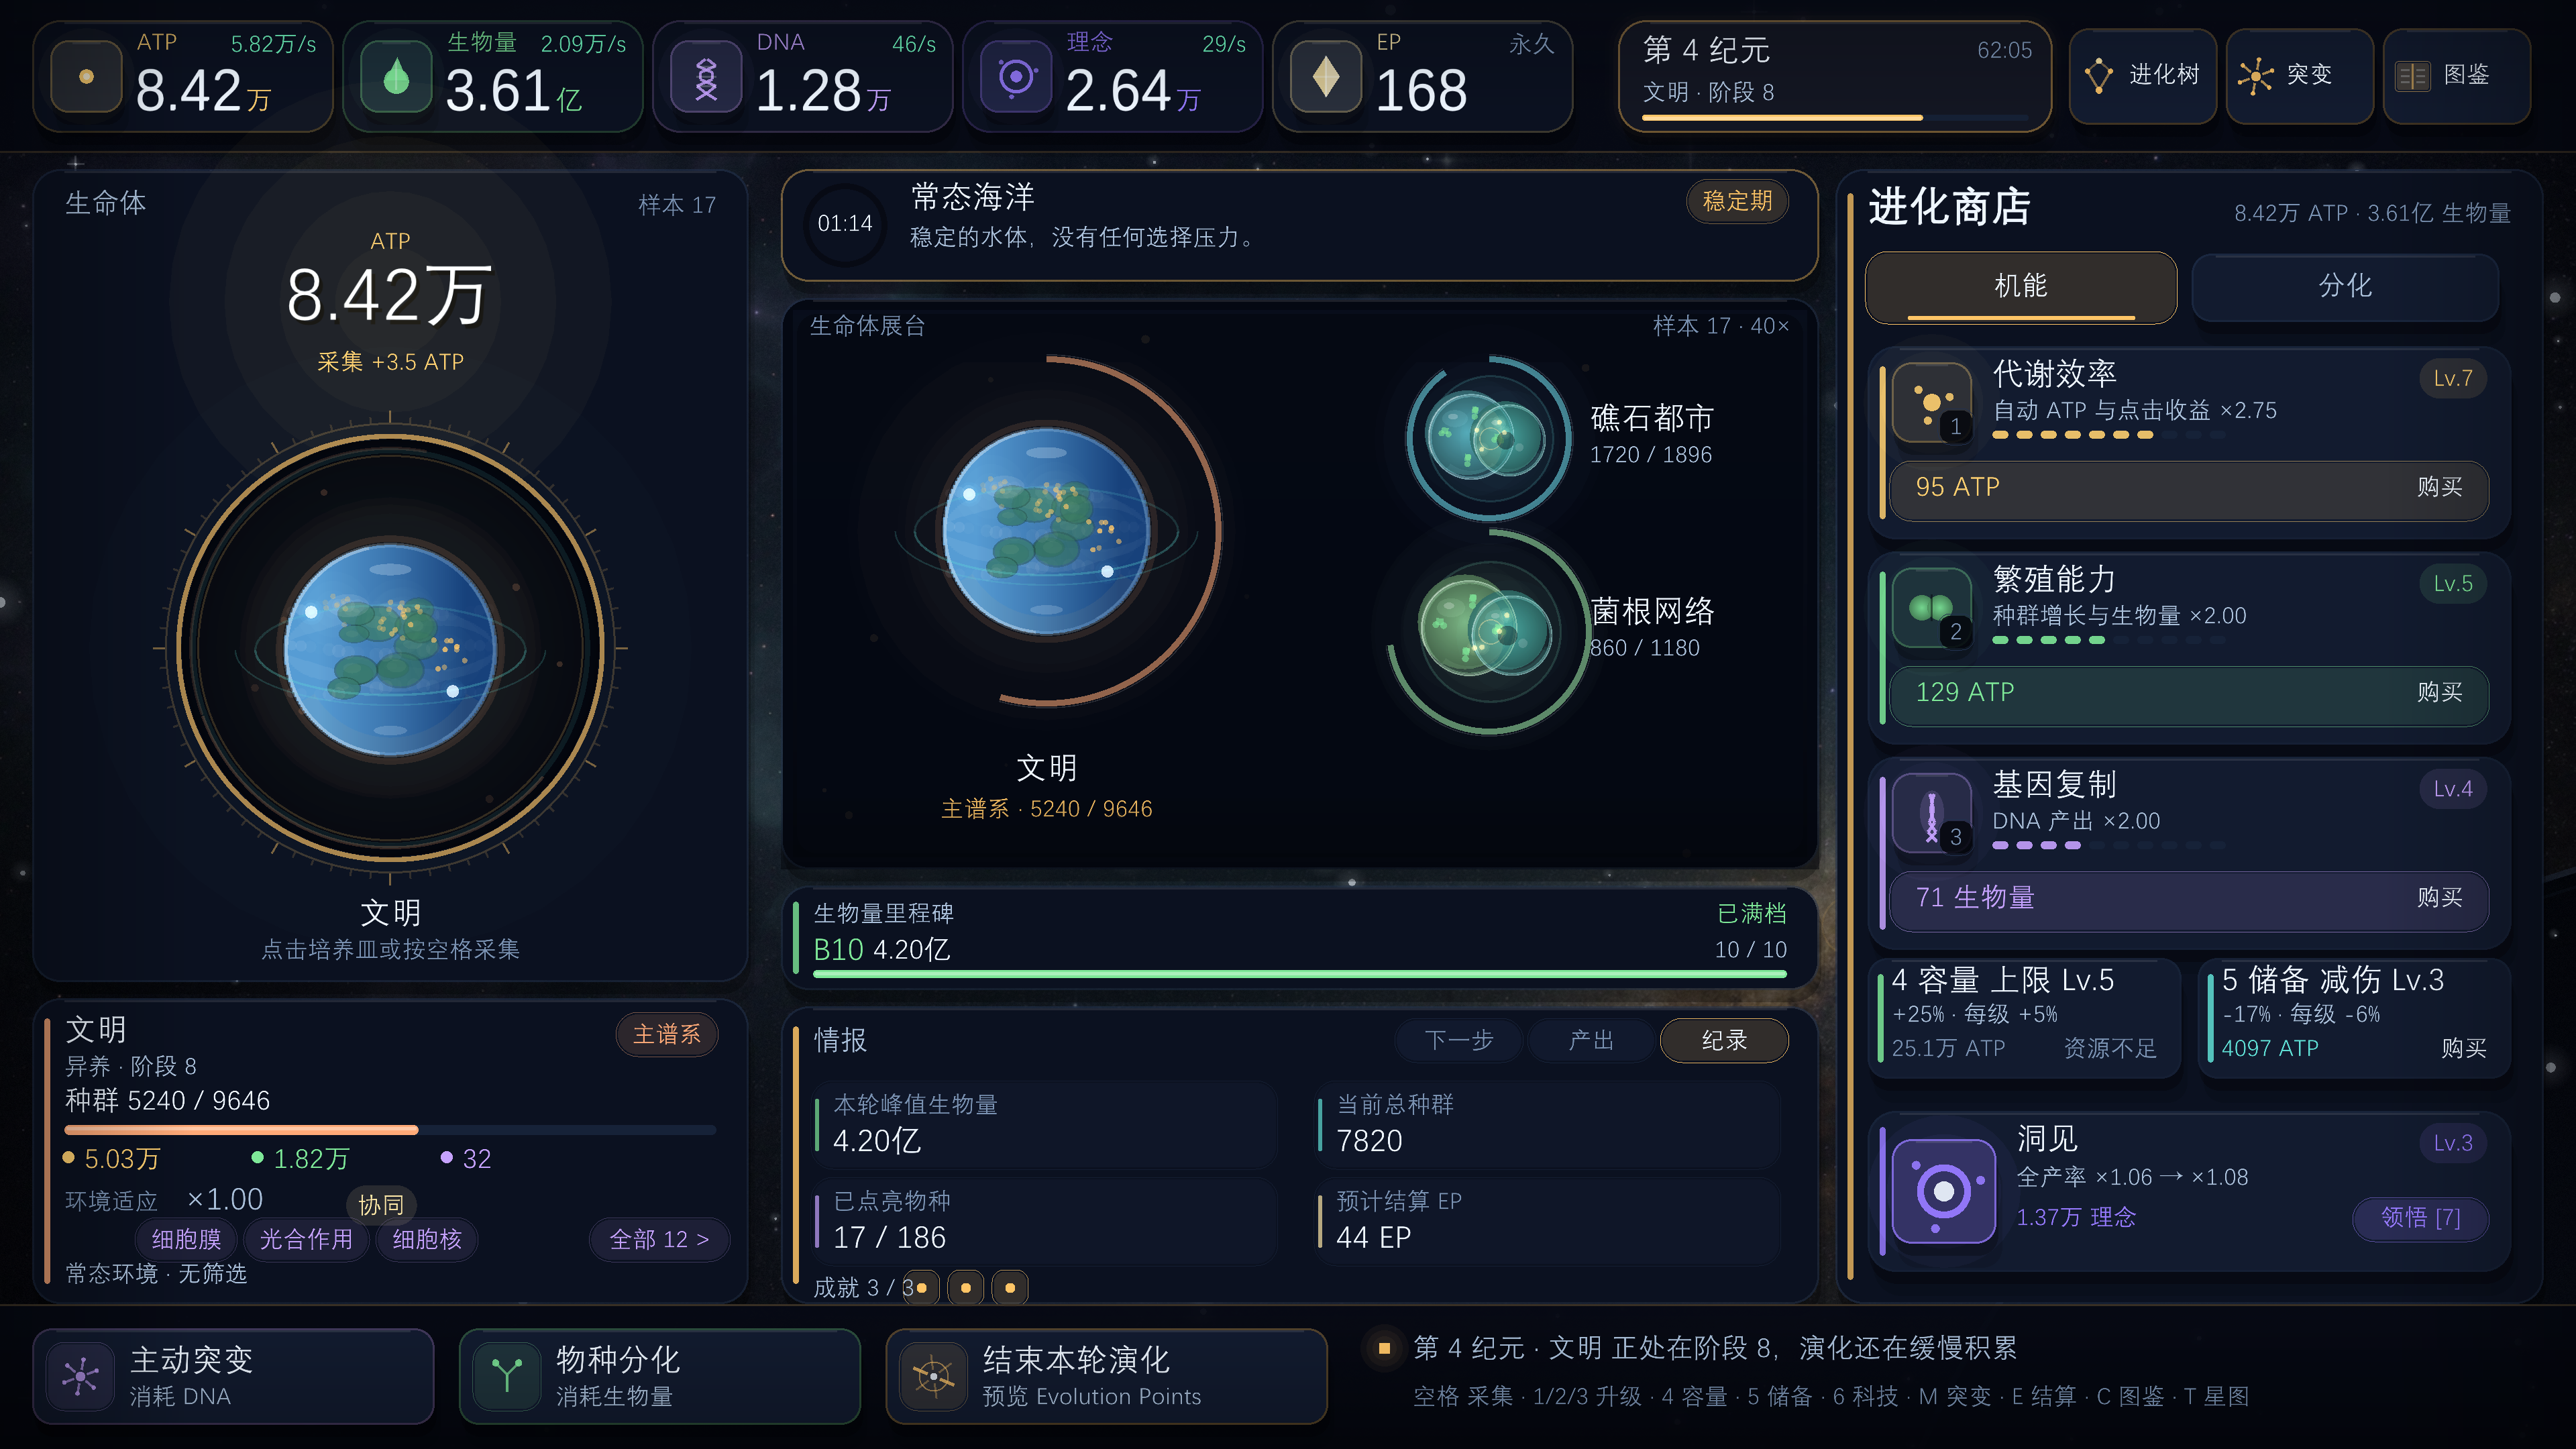 ATP 5.82万/s
8.42万
生物量 2.09万/s
3.61亿
DNA 46/s
1.28万
理念 29/s
2.64万
EP 永久
168
第 4 纪元 62:05
文明 · 阶段 8
进化树
突变
图鉴
生命体 样本 17
ATP
8.42万
采集 +3.5 ATP
文明
点击培养皿或按空格采集
文明 主谱系
异养 · 阶段 8
种群 5240 / 9646
5.03万 1.82万 32
环境适应 ×1.00 协同
细胞膜 光合作用 细胞核 全部 12 >
常态环境 · 无筛选
01:14
常态海洋 稳定期
稳定的水体，没有任何选择压力。
生命体展台 样本 17 · 40×
礁石都市
1720 / 1896
菌根网络
860 / 1180
文明
主谱系 · 5240 / 9646
生物量里程碑 已满档
B10 4.20亿 10 / 10
情报 下一步 产出 纪录
本轮峰值生物量
4.20亿
当前总种群
7820
已点亮物种
17 / 186
预计结算 EP
44 EP
成就 3 / 3
进化商店 8.42万 ATP · 3.61亿 生物量
机能 分化
代谢效率 Lv.7
自动 ATP 与点击收益 ×2.75
1
95 ATP 购买
繁殖能力 Lv.5
种群增长与生物量 ×2.00
2
129 ATP 购买
基因复制 Lv.4
DNA 产出 ×2.00
3
71 生物量 购买
4 容量 上限 Lv.5
+25% · 每级 +5%
25.1万 ATP 资源不足
5 储备 减伤 Lv.3
-17% · 每级 -6%
4097 ATP 购买
洞见 Lv.3
全产率 ×1.06 → ×1.08
1.37万 理念 领悟 [7]
主动突变
消耗 DNA
物种分化
消耗生物量
结束本轮演化
预览 Evolution Points
第 4 纪元 · 文明 正处在阶段 8，演化还在缓慢积累
空格 采集 · 1/2/3 升级 · 4 容量 · 5 储备 · 6 科技 · M 突变 · E 结算 · C 图鉴 · T 星图